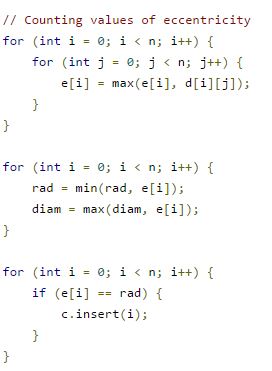 // Counting values of eccentricity
for (int i = 0; i < n; i++) {
    for (int j = 0; j < n; j++) {
        e[i] = max(e[i], d[i][j]);
    }
}

for (int i = 0; i < n; i++) {
    rad = min(rad, e[i]);
    diam = max(diam, e[i]);
}

for (int i = 0; i < n; i++) {
    if (e[i] == rad) {
        c.insert(i);
    }
}